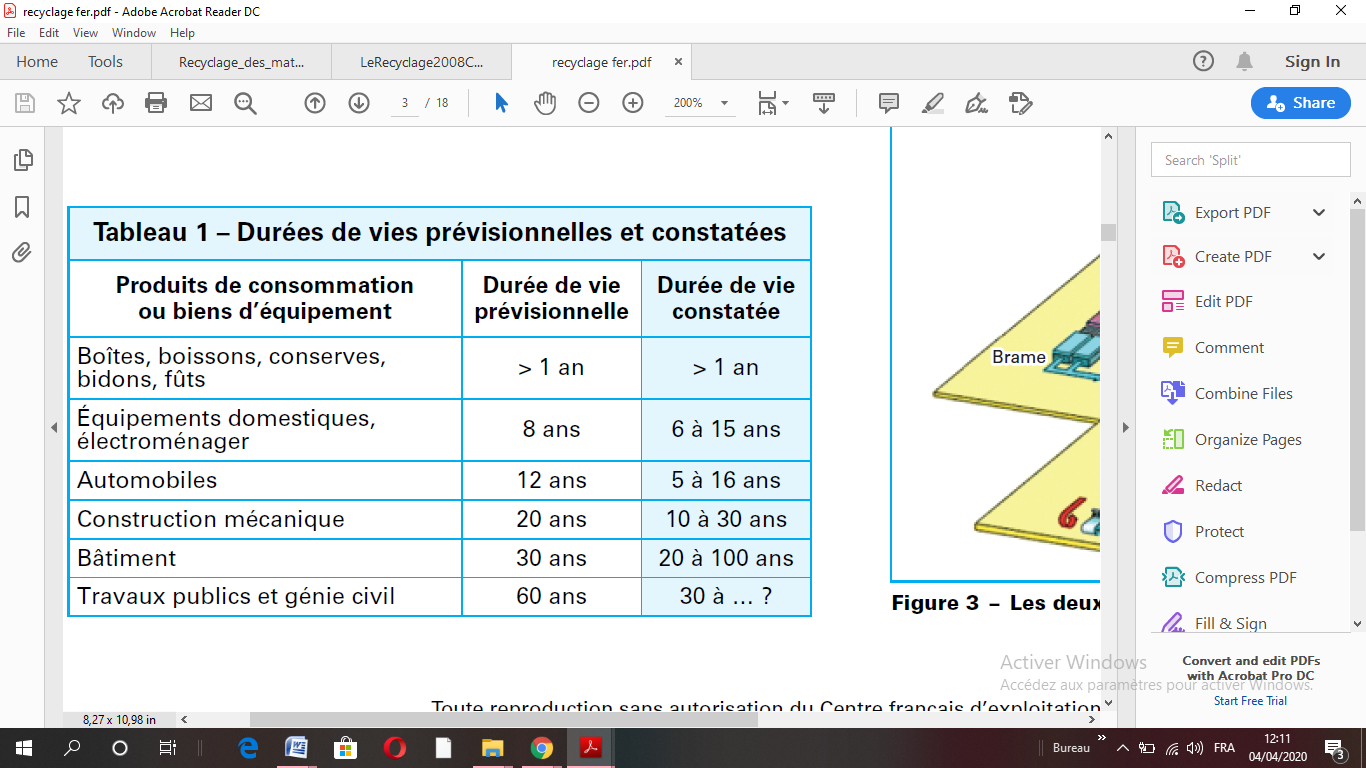 recyclage fer.pdf - Adobe Acrobat Reader DC
File Edit View Window Help
Home Tools Recyclage_des_mat... LeRecyclage2008C... recyclage fer.pdf × Sign In
3 / 18 200% Share
Tableau 1 – Durées de vies prévisionnelles et constatées
Produits de consommation
ou biens d’équipement
Durée de vie
prévisionnelle
Durée de vie
constatée
Boîtes, boissons, conserves,
bidons, fûts
> 1 an
> 1 an
Équipements domestiques,
électroménager
8 ans
6 à 15 ans
Automobiles 12 ans 5 à 16 ans
Construction mécanique 20 ans 10 à 30 ans
Bâtiment 30 ans 20 à 100 ans
Travaux publics et génie civil 60 ans 30 à ... ?
Brame
6
Figure 3 – Les deux
Toute reproduction sans autorisation du Centre français d’exploitation
Search 'Split'
Export PDF
Create PDF
Edit PDF
Comment
Combine Files
Organize Pages
Redact
Protect
Compress PDF
Fill & Sign
Convert and edit PDFs
with Acrobat Pro DC
Start Free Trial
Activer Windows
Accédez aux paramètres pour activer Windows.
8,27 x 10,98 in
Bureau » FRA 12:11
04/04/2020 3